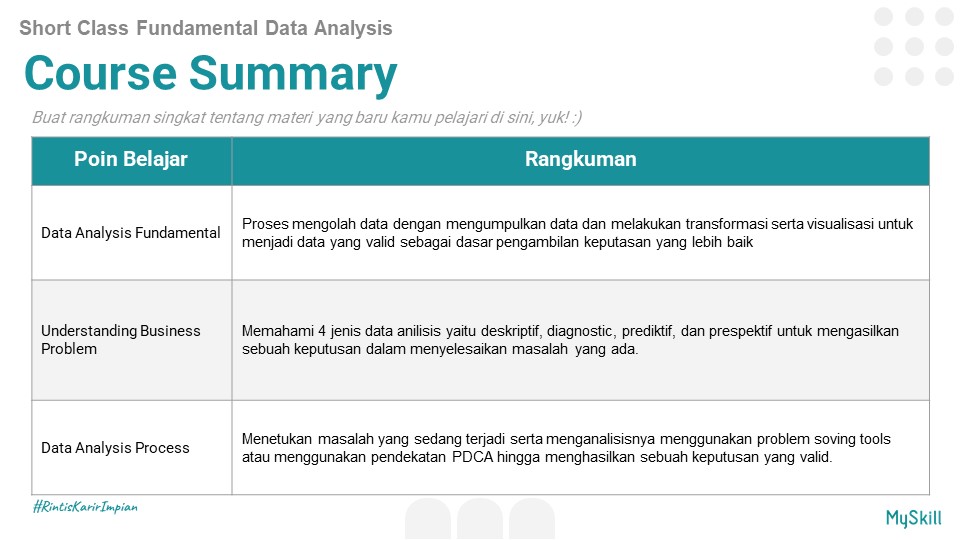 Short Class Fundamental Data Analysis
Course Summary
Buat rangkuman singkat tentang materi yang baru kamu pelajari di sini, yuk! :)
Poin Belajar
Rangkuman
Data Analysis Fundamental
Proses mengolah data dengan mengumpulkan data dan melakukan transformasi serta visualisasi untuk
menjadi data yang valid sebagai dasar pengambilan keputasan yang lebih baik
Understanding Business
Problem
Memahami 4 jenis data anilisis yaitu deskriptif, diagnostic, prediktif, dan prespektif untuk mengasilkan
sebuah keputusan dalam menyelesaikan masalah yang ada.
Data Analysis Process
Menetukan masalah yang sedang terjadi serta menganalisisnya menggunakan problem soving tools
atau menggunakan pendekatan PDCA hingga menghasilkan sebuah keputusan yang valid.
#RintisKarirImpian
MySkill